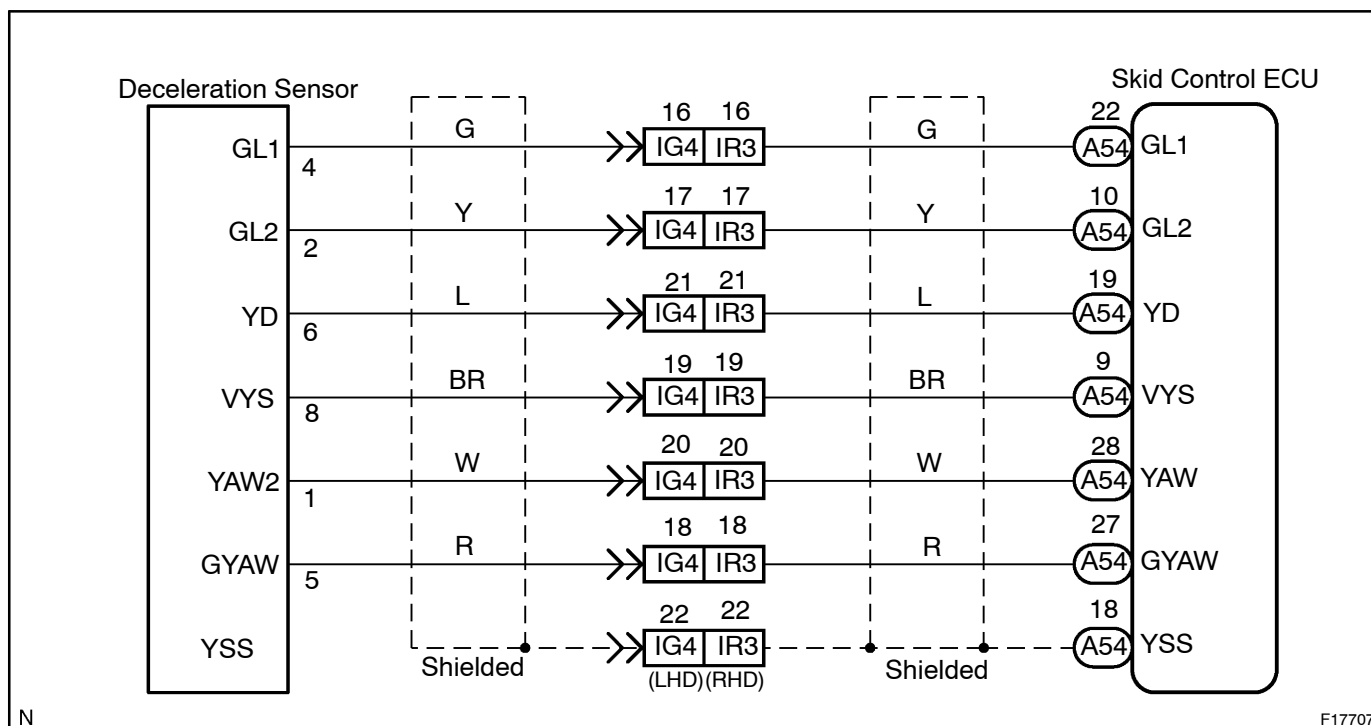 Deceleration Sensor
Skid Control ECU
GL1 4 G 16 16 IG4 IR3 G 22 A54 GL1
GL2 2 Y 17 17 IG4 IR3 Y 10 A54 GL2
YD 6 L 21 21 IG4 IR3 L 19 A54 YD
VYS 8 BR 19 19 IG4 IR3 BR 9 A54 VYS
YAW2 1 W 20 20 IG4 IR3 W 28 A54 YAW
GYAW 5 R 18 18 IG4 IR3 R 27 A54 GYAW
YSS 22 22 IG4 IR3 18 A54 YSS
Shielded (LHD) (RHD) Shielded
N F17707